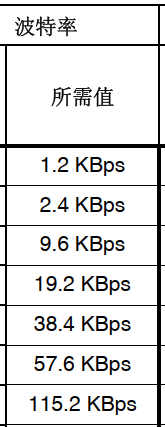 波特率
所需值
1.2 KBps
2.4 KBps
9.6 KBps
19.2 KBps
38.4 KBps
57.6 KBps
115.2 KBps